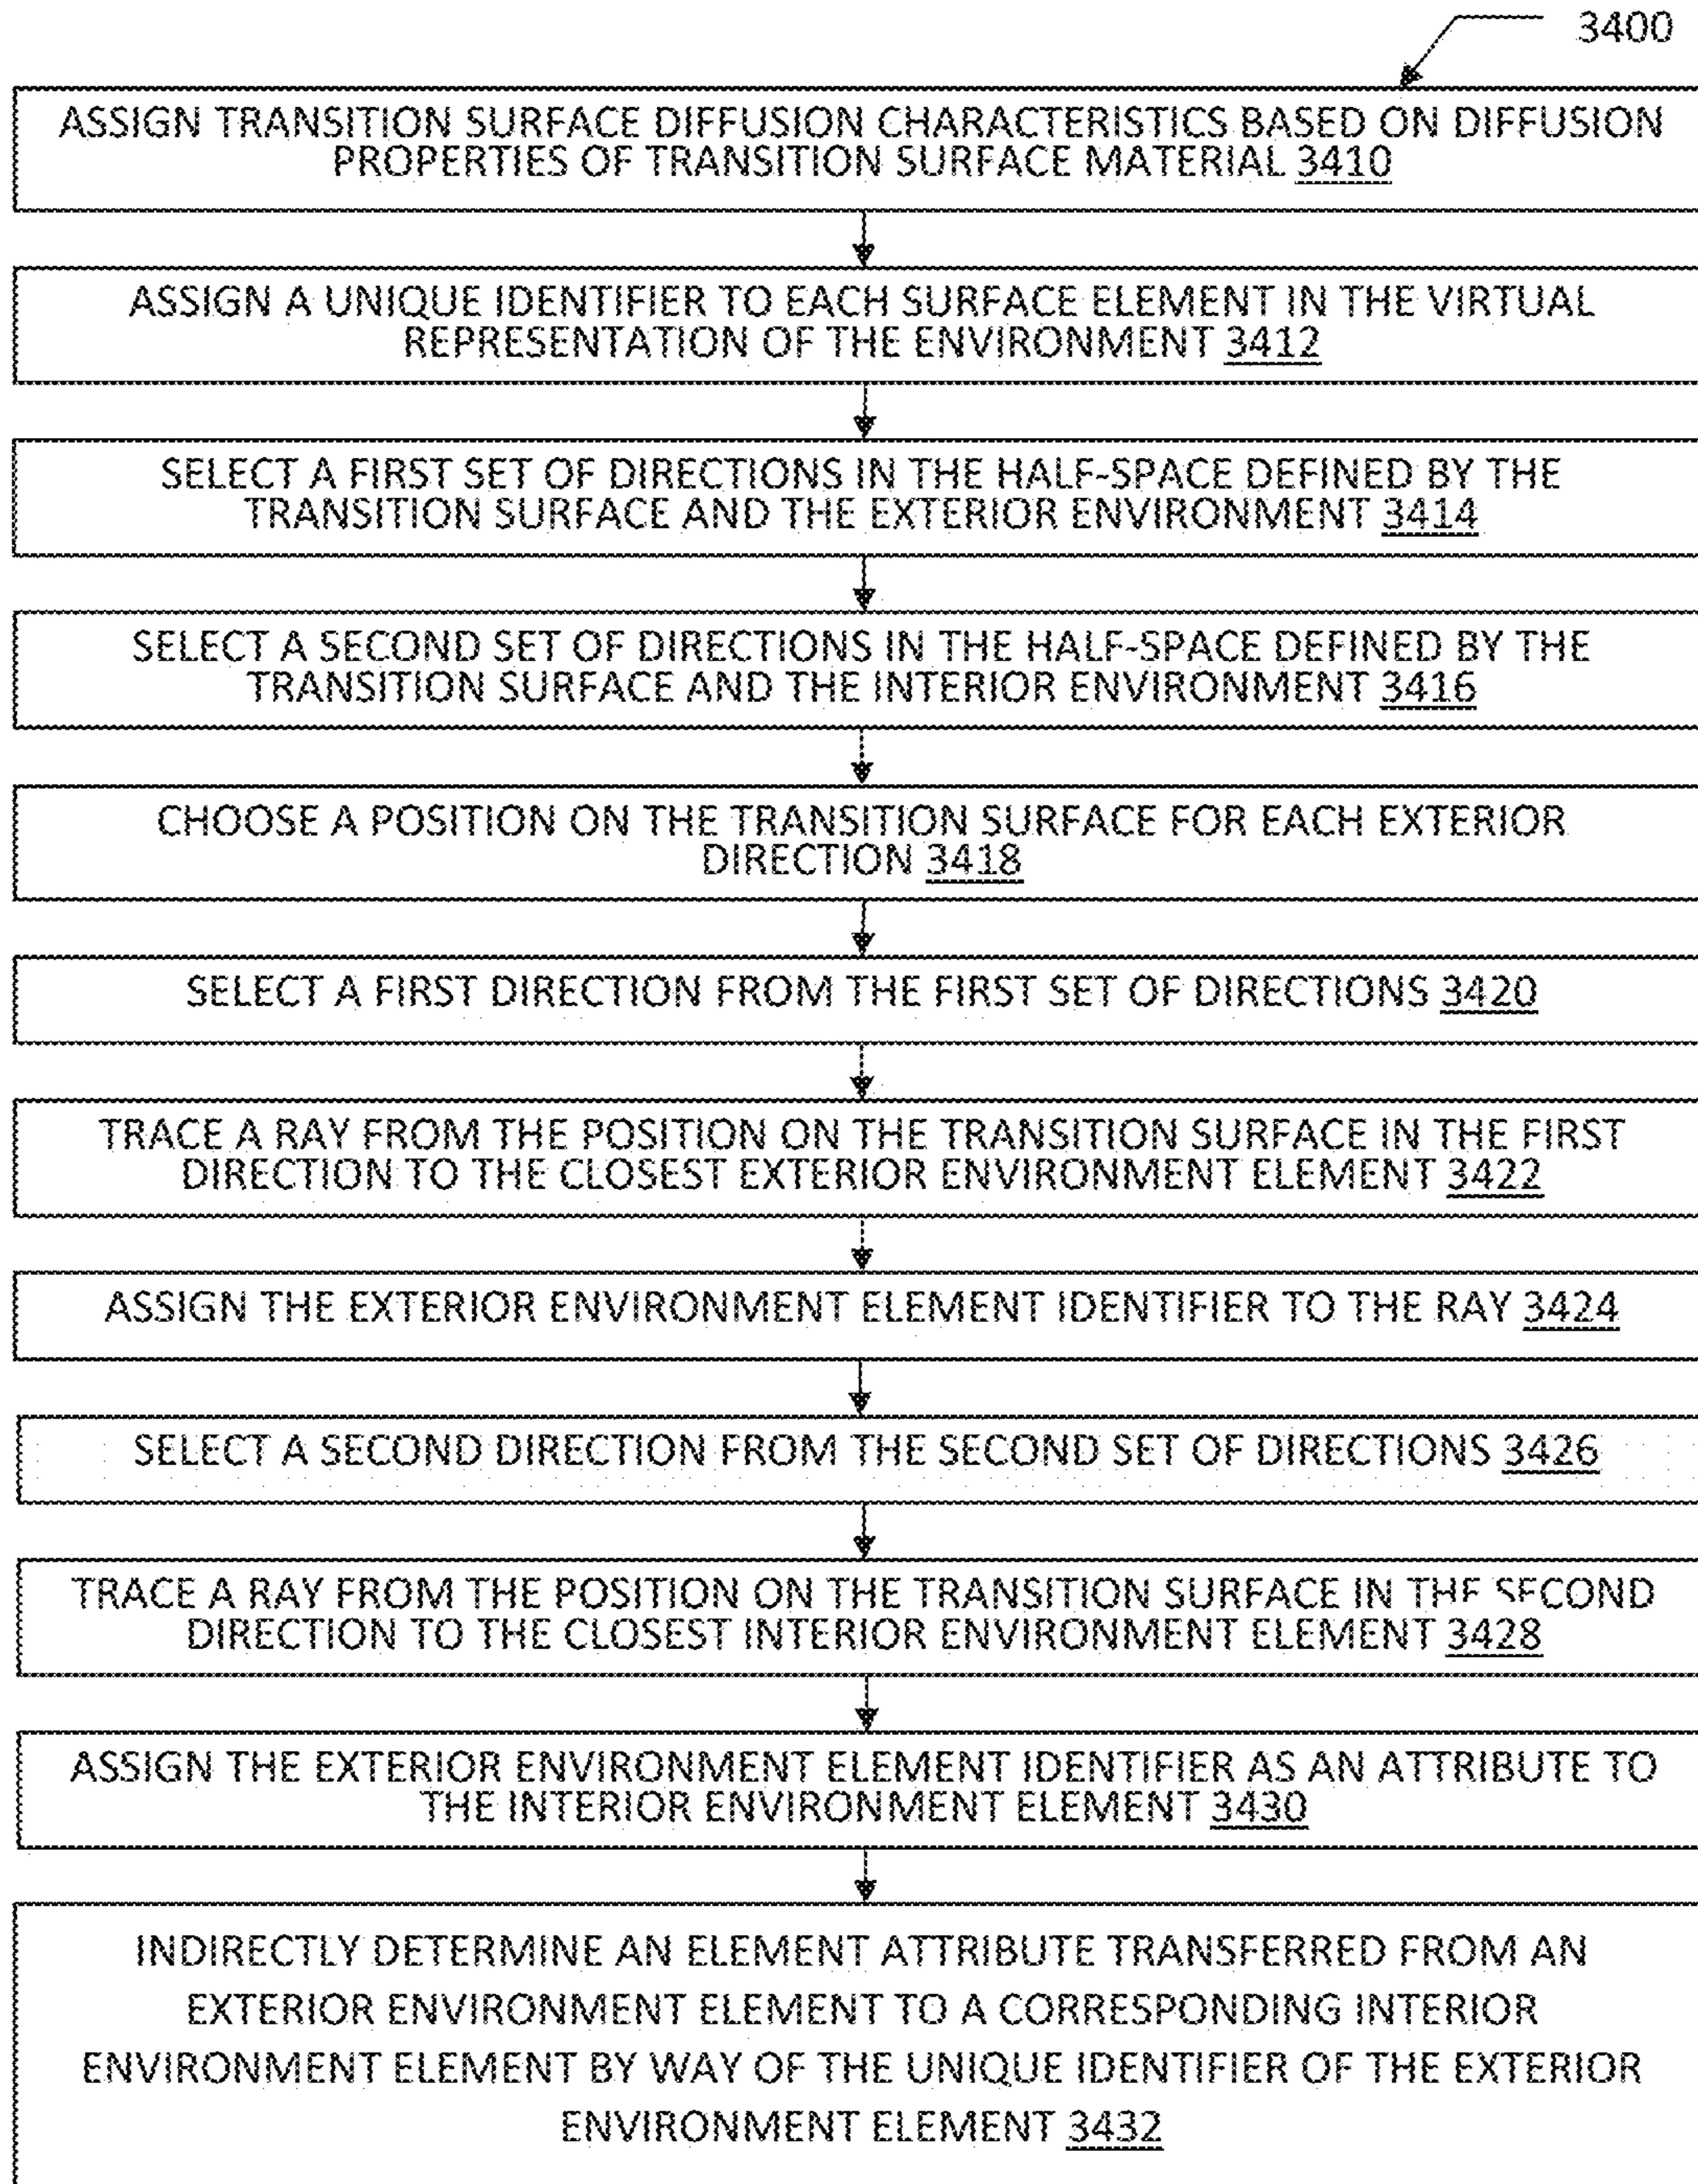 3400
ASSIGN TRANSITION SURFACE DIFFUSION CHARACTERISTICS BASED ON DIFFUSION
PROPERTIES OF TRANSITION SURFACE MATERIAL 3410
ASSIGN A UNIQUE IDENTIFIER TO EACH SURFACE ELEMENT IN THE VIRTUAL
REPRESENTATION OF THE ENVIRONMENT 3412
SELECT A FIRST SET OF DIRECTIONS IN THE HALF-SPACE DEFINED BY THE
TRANSITION SURFACE AND THE EXTERIOR ENVIRONMENT 3414
SELECT A SECOND SET OF DIRECTIONS IN THE HALF-SPACE DEFINED BY THE
TRANSITION SURFACE AND THE INTERIOR ENVIRONMENT 3416
CHOOSE A POSITION ON THE TRANSITION SURFACE FOR EACH EXTERIOR
DIRECTION 3418
SELECT A FIRST DIRECTION FROM THE FIRST SET OF DIRECTIONS 3420
TRACE A RAY FROM THE POSITION ON THE TRANSITION SURFACE IN THE FIRST
DIRECTION TO THE CLOSEST EXTERIOR ENVIRONMENT ELEMENT 3422
ASSIGN THE EXTERIOR ENVIRONMENT ELEMENT IDENTIFIER TO THE RAY 3424
SELECT A SECOND DIRECTION FROM THE SECOND SET OF DIRECTIONS 3426
TRACE A RAY FROM THE POSITION ON THE TRANSITION SURFACE IN THE SECOND
DIRECTION TO THE CLOSEST INTERIOR ENVIRONMENT ELEMENT 3428
ASSIGN THE EXTERIOR ENVIRONMENT ELEMENT IDENTIFIER AS AN ATTRIBUTE TO
THE INTERIOR ENVIRONMENT ELEMENT 3430
INDIRECTLY DETERMINE AN ELEMENT ATTRIBUTE TRANSFERRED FROM AN
EXTERIOR ENVIRONMENT ELEMENT TO A CORRESPONDING INTERIOR
ENVIRONMENT ELEMENT BY WAY OF THE UNIQUE IDENTIFIER OF THE EXTERIOR
ENVIRONMENT ELEMENT 3432